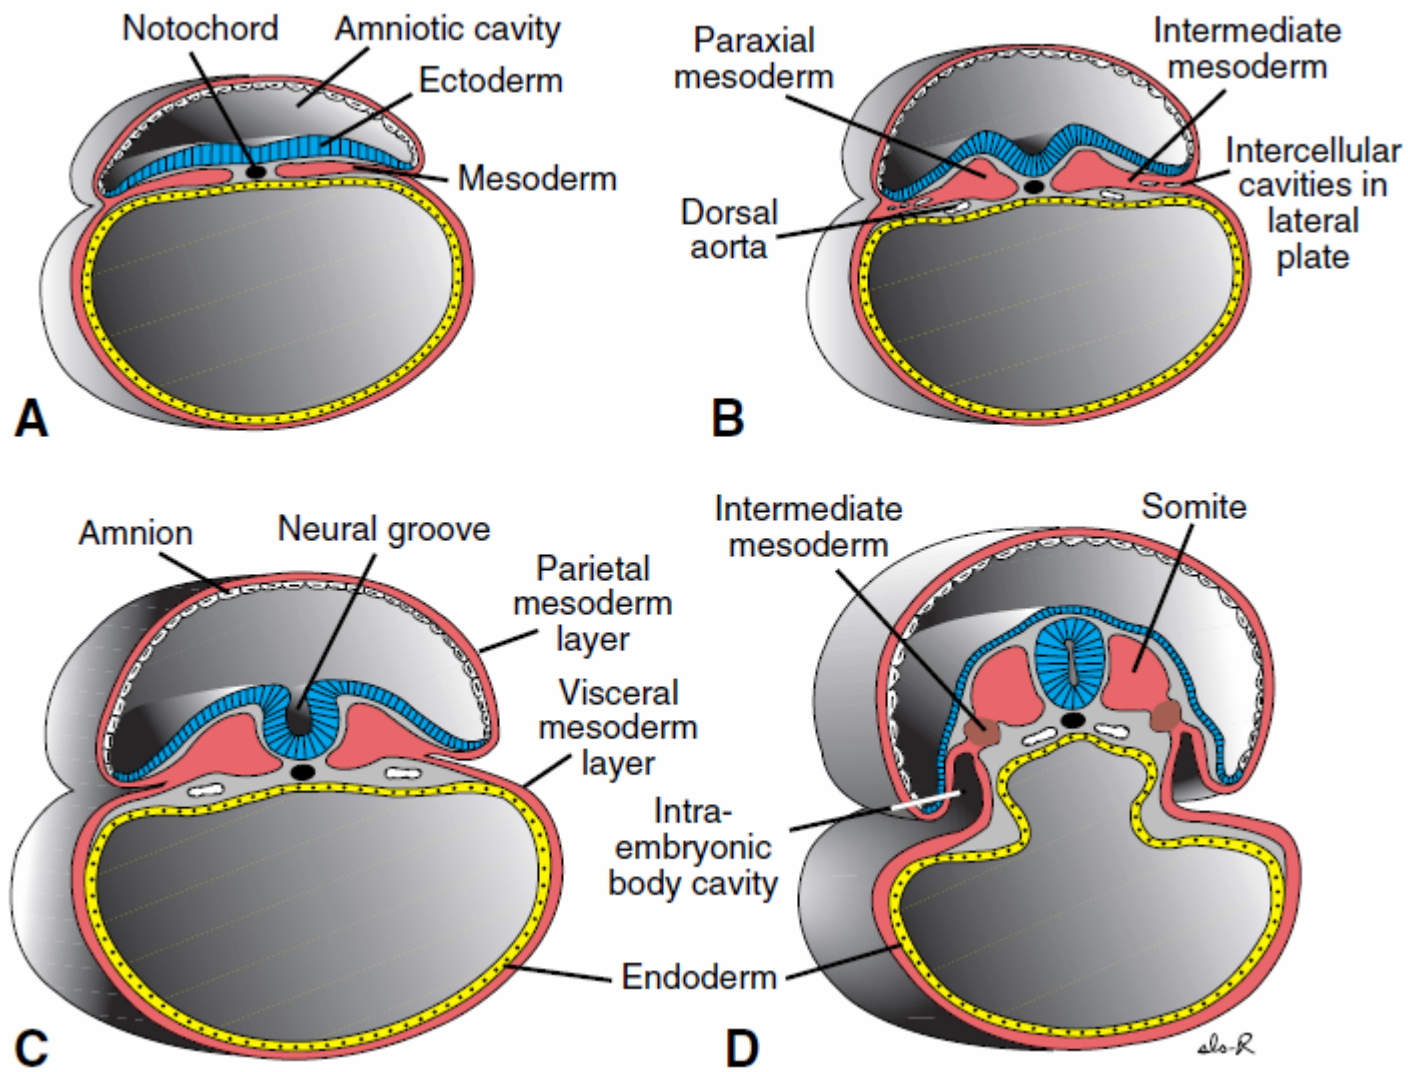 Notochord
Amniotic cavity
Ectoderm
Mesoderm
A
Paraxial
mesoderm
Intermediate
mesoderm
Intercellular
cavities in
lateral
plate
Dorsal
aorta
B
Amnion
Neural groove
Parietal
mesoderm
layer
Visceral
mesoderm
layer
C
Intermediate
mesoderm
Somite
Intra-
embryonic
body cavity
Endoderm
D
sls-R